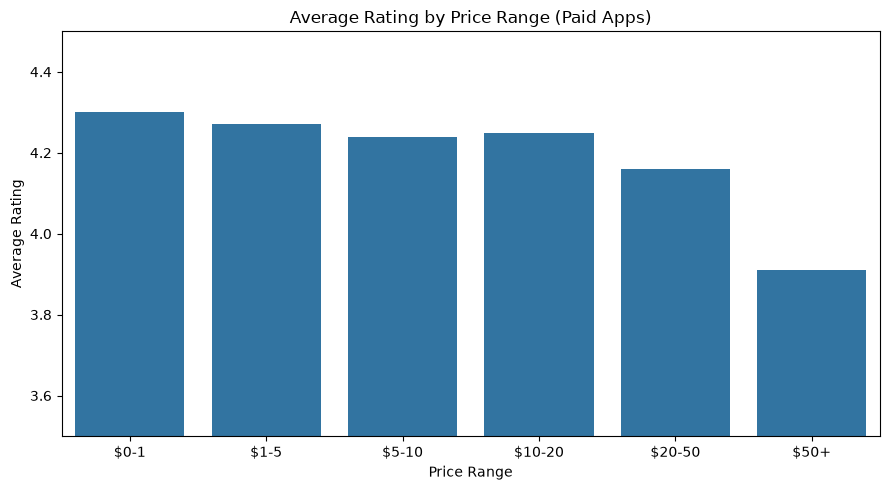 Average Rating by Price Range (Paid Apps)
Average Rating
4.4
4.2
4.0
3.8
3.6
$0-1 $1-5 $5-10 $10-20 $20-50 $50+
Price Range